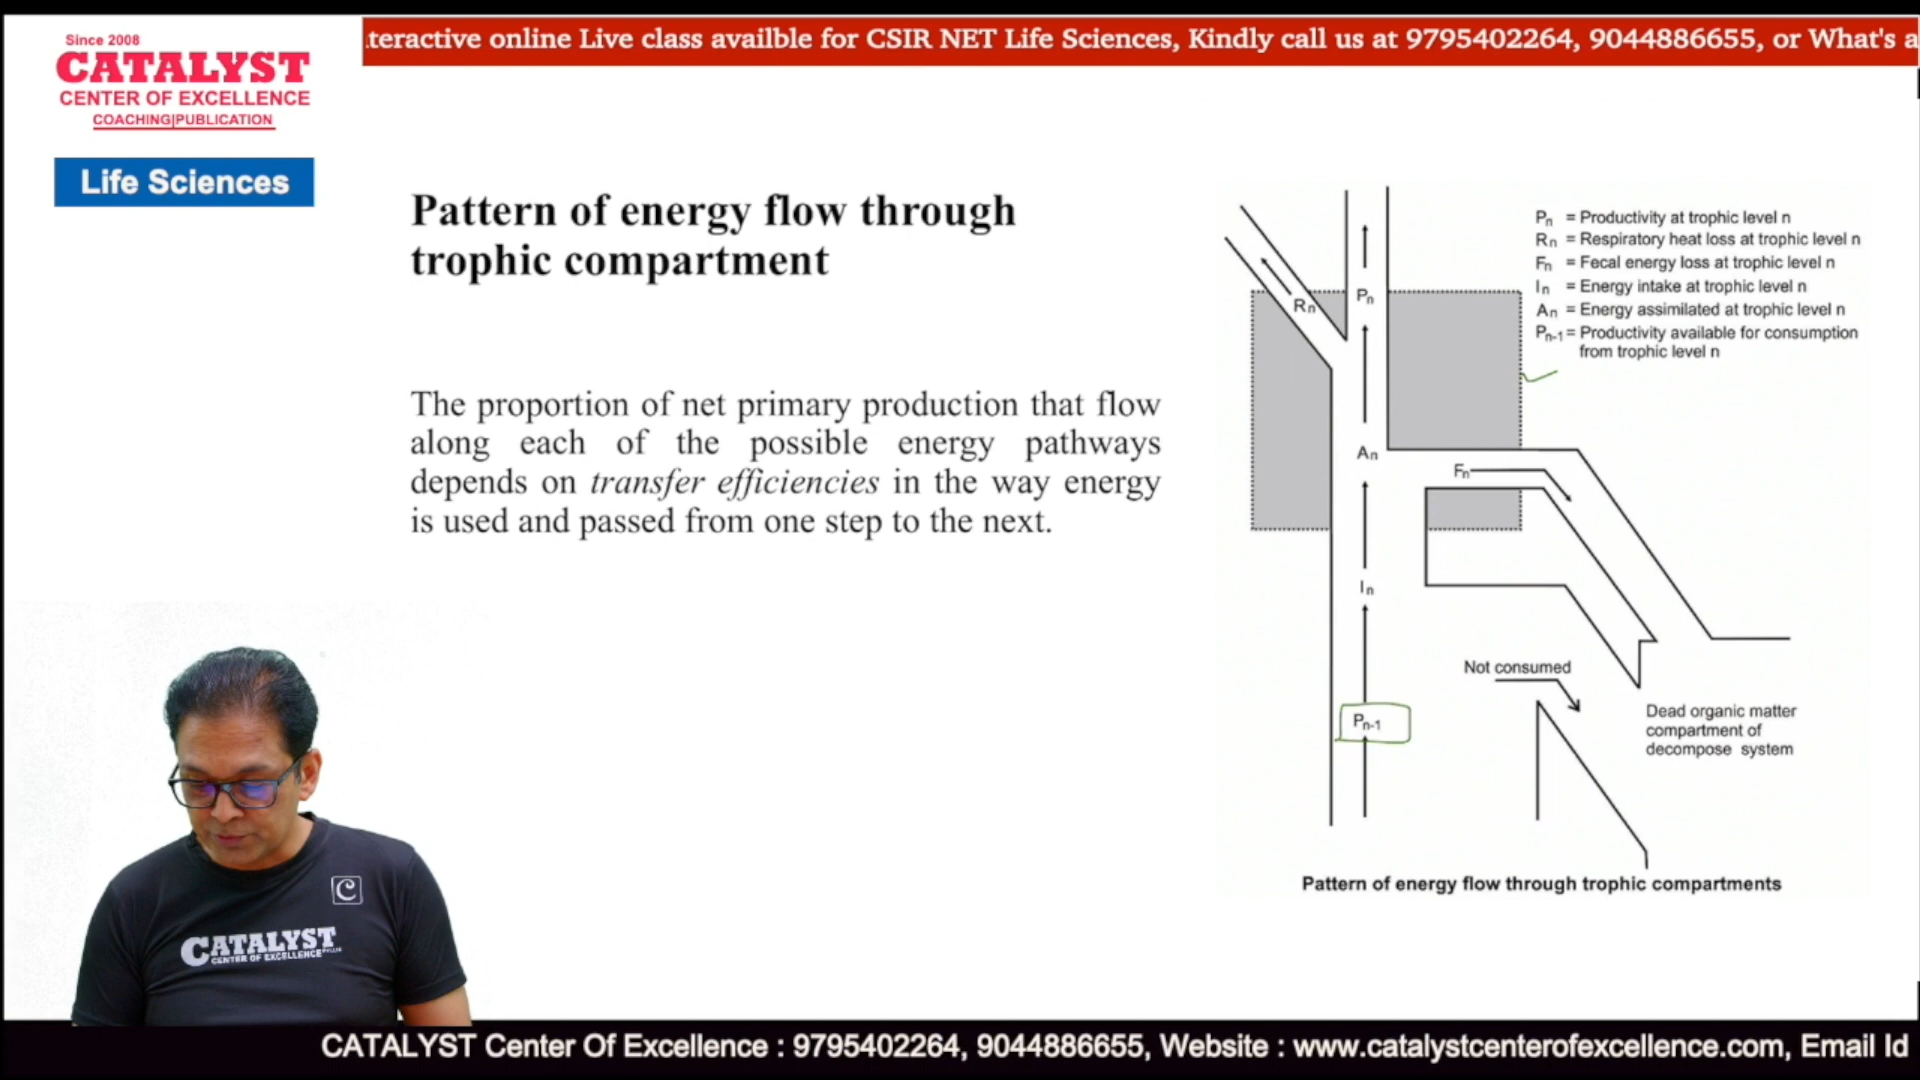 Since 2008
CATALYST
CENTER OF EXCELLENCE
COACHING|PUBLICATION
Life Sciences
teractive online Live class availble for CSIR NET Life Sciences, Kindly call us at 9795402264, 9044886655, or What's a
Pattern of energy flow through
trophic compartment
The proportion of net primary production that flow
along each of the possible energy pathways
depends on transfer efficiencies in the way energy
is used and passed from one step to the next.
Pn = Productivity at trophic level n
Rn = Respiratory heat loss at trophic level n
Fn = Fecal energy loss at trophic level n
In = Energy intake at trophic level n
An = Energy assimilated at trophic level n
Pn-1 = Productivity available for consumption
from trophic level n
Rn
Pn
An
Fn
In
Not consumed
Pn-1
Dead organic matter
compartment of
decompose system
Pattern of energy flow through trophic compartments
C
CATALYST
CENTER OF EXCELLENCE
CATALYST Center Of Excellence : 9795402264, 9044886655, Website : www.catalystcenterofexcellence.com, Email Id